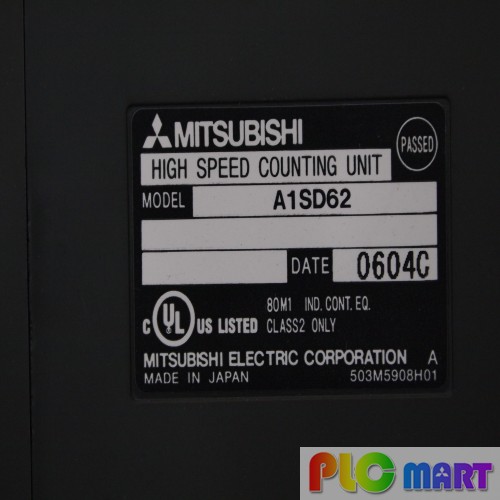 MITSUBISHI
PASSED
HIGH SPEED COUNTING UNIT
MODEL A1SD62
DATE 0604C
C UL US LISTED
80M1 IND. CONT. EQ.
CLASS2 ONLY
MITSUBISHI ELECTRIC CORPORATION A
MADE IN JAPAN 503M5908H01
PLC mart